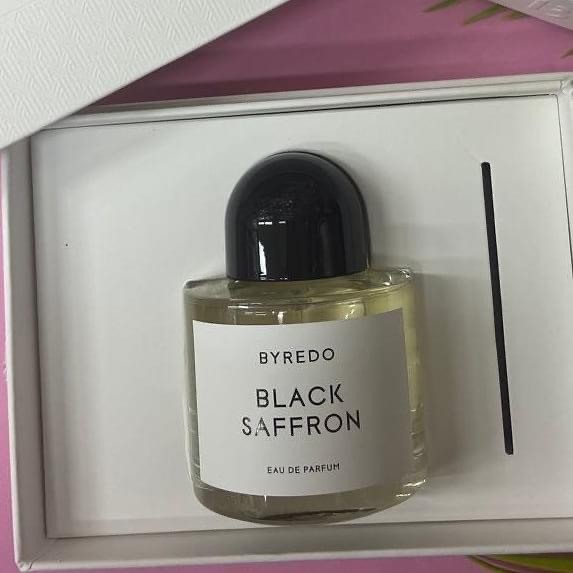 BYREDO
BLACK
SAFFRON
EAU DE PARFUM